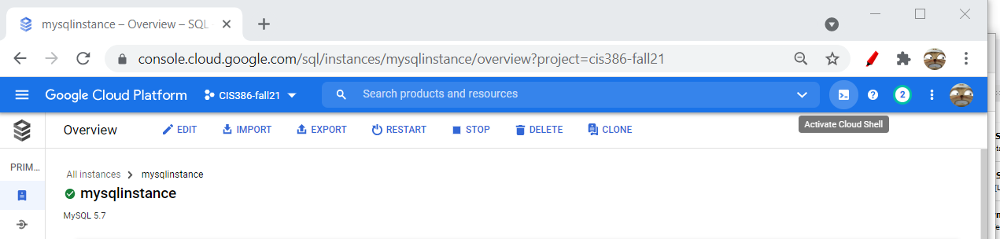 mysqlinstance – Overview – SQL
console.cloud.google.com/sql/instances/mysqlinstance/overview?project=cis386-fall21
Google Cloud Platform CIS386-fall21 Search products and resources 2
Activate Cloud Shell
Overview EDIT IMPORT EXPORT RESTART STOP DELETE CLONE
PRIM...
All instances mysqlinstance
mysqlinstance
MySQL 5.7